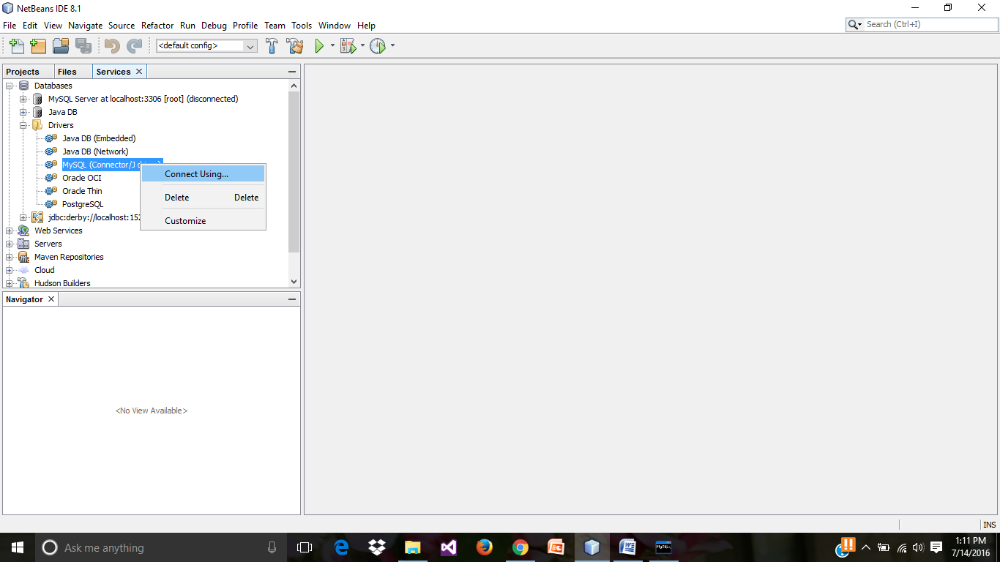 NetBeans IDE 8.1
File Edit View Navigate Source Refactor Run Debug Profile Team Tools Window Help
Search (Ctrl+I)
<default config>
Projects Files Services
Databases
MySQL Server at localhost:3306 [root] (disconnected)
Java DB
Drivers
Java DB (Embedded)
Java DB (Network)
MySQL (Connector/J
Oracle OCI
Oracle Thin
PostgreSQL
jdbc:derby://localhost:152
Connect Using...
Delete Delete
Customize
Web Services
Servers
Maven Repositories
Cloud
Hudson Builders
Navigator
<No View Available>
INS
Ask me anything
MySQL
1:11 PM
7/14/2016